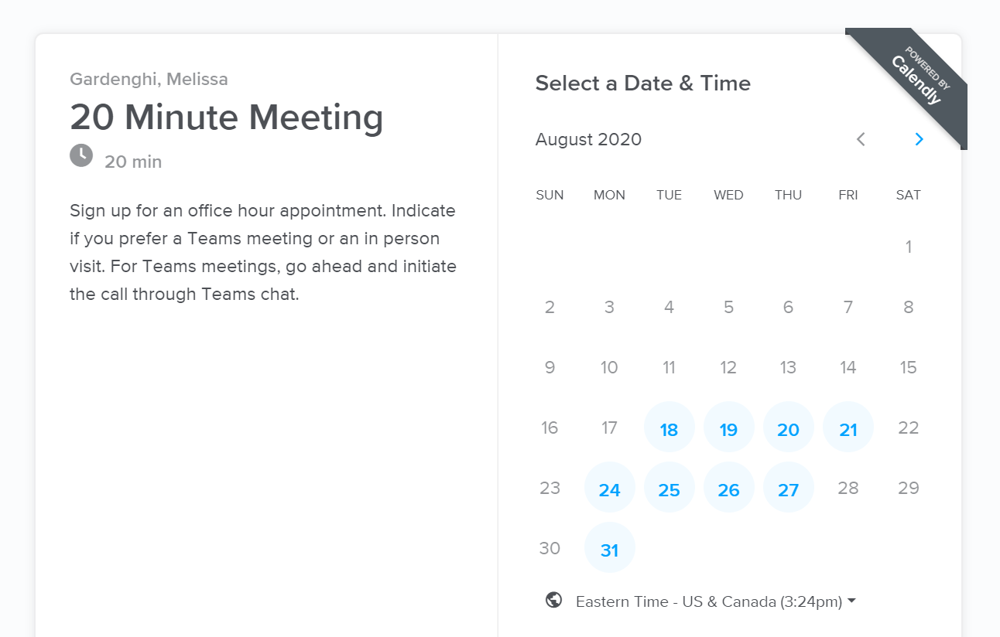 Gardenghi, Melissa
20 Minute Meeting
20 min
Sign up for an office hour appointment. Indicate
if you prefer a Teams meeting or an in person
visit. For Teams meetings, go ahead and initiate
the call through Teams chat.
POWERED BY
Calendly
Select a Date & Time
August 2020
SUN MON TUE WED THU FRI SAT
1
2 3 4 5 6 7 8
9 10 11 12 13 14 15
16 17 18 19 20 21 22
23 24 25 26 27 28 29
30 31
Eastern Time - US & Canada (3:24pm)